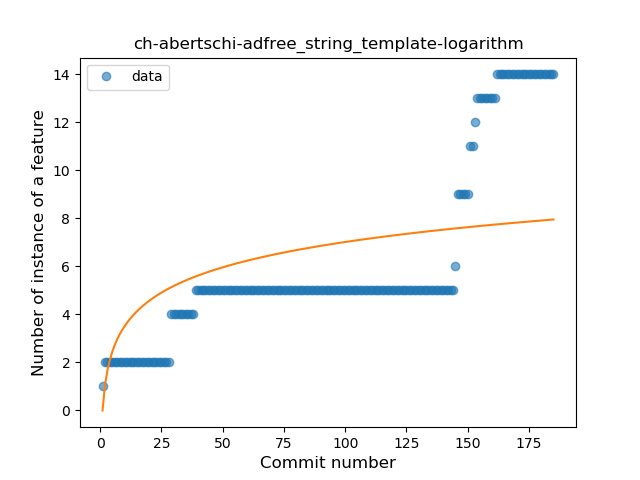 ch-abertschi-adfree_string_template-logarithm
data
Number of instance of a feature
14
12
10
8
6
4
2
0
0 25 50 75 100 125 150 175
Commit number